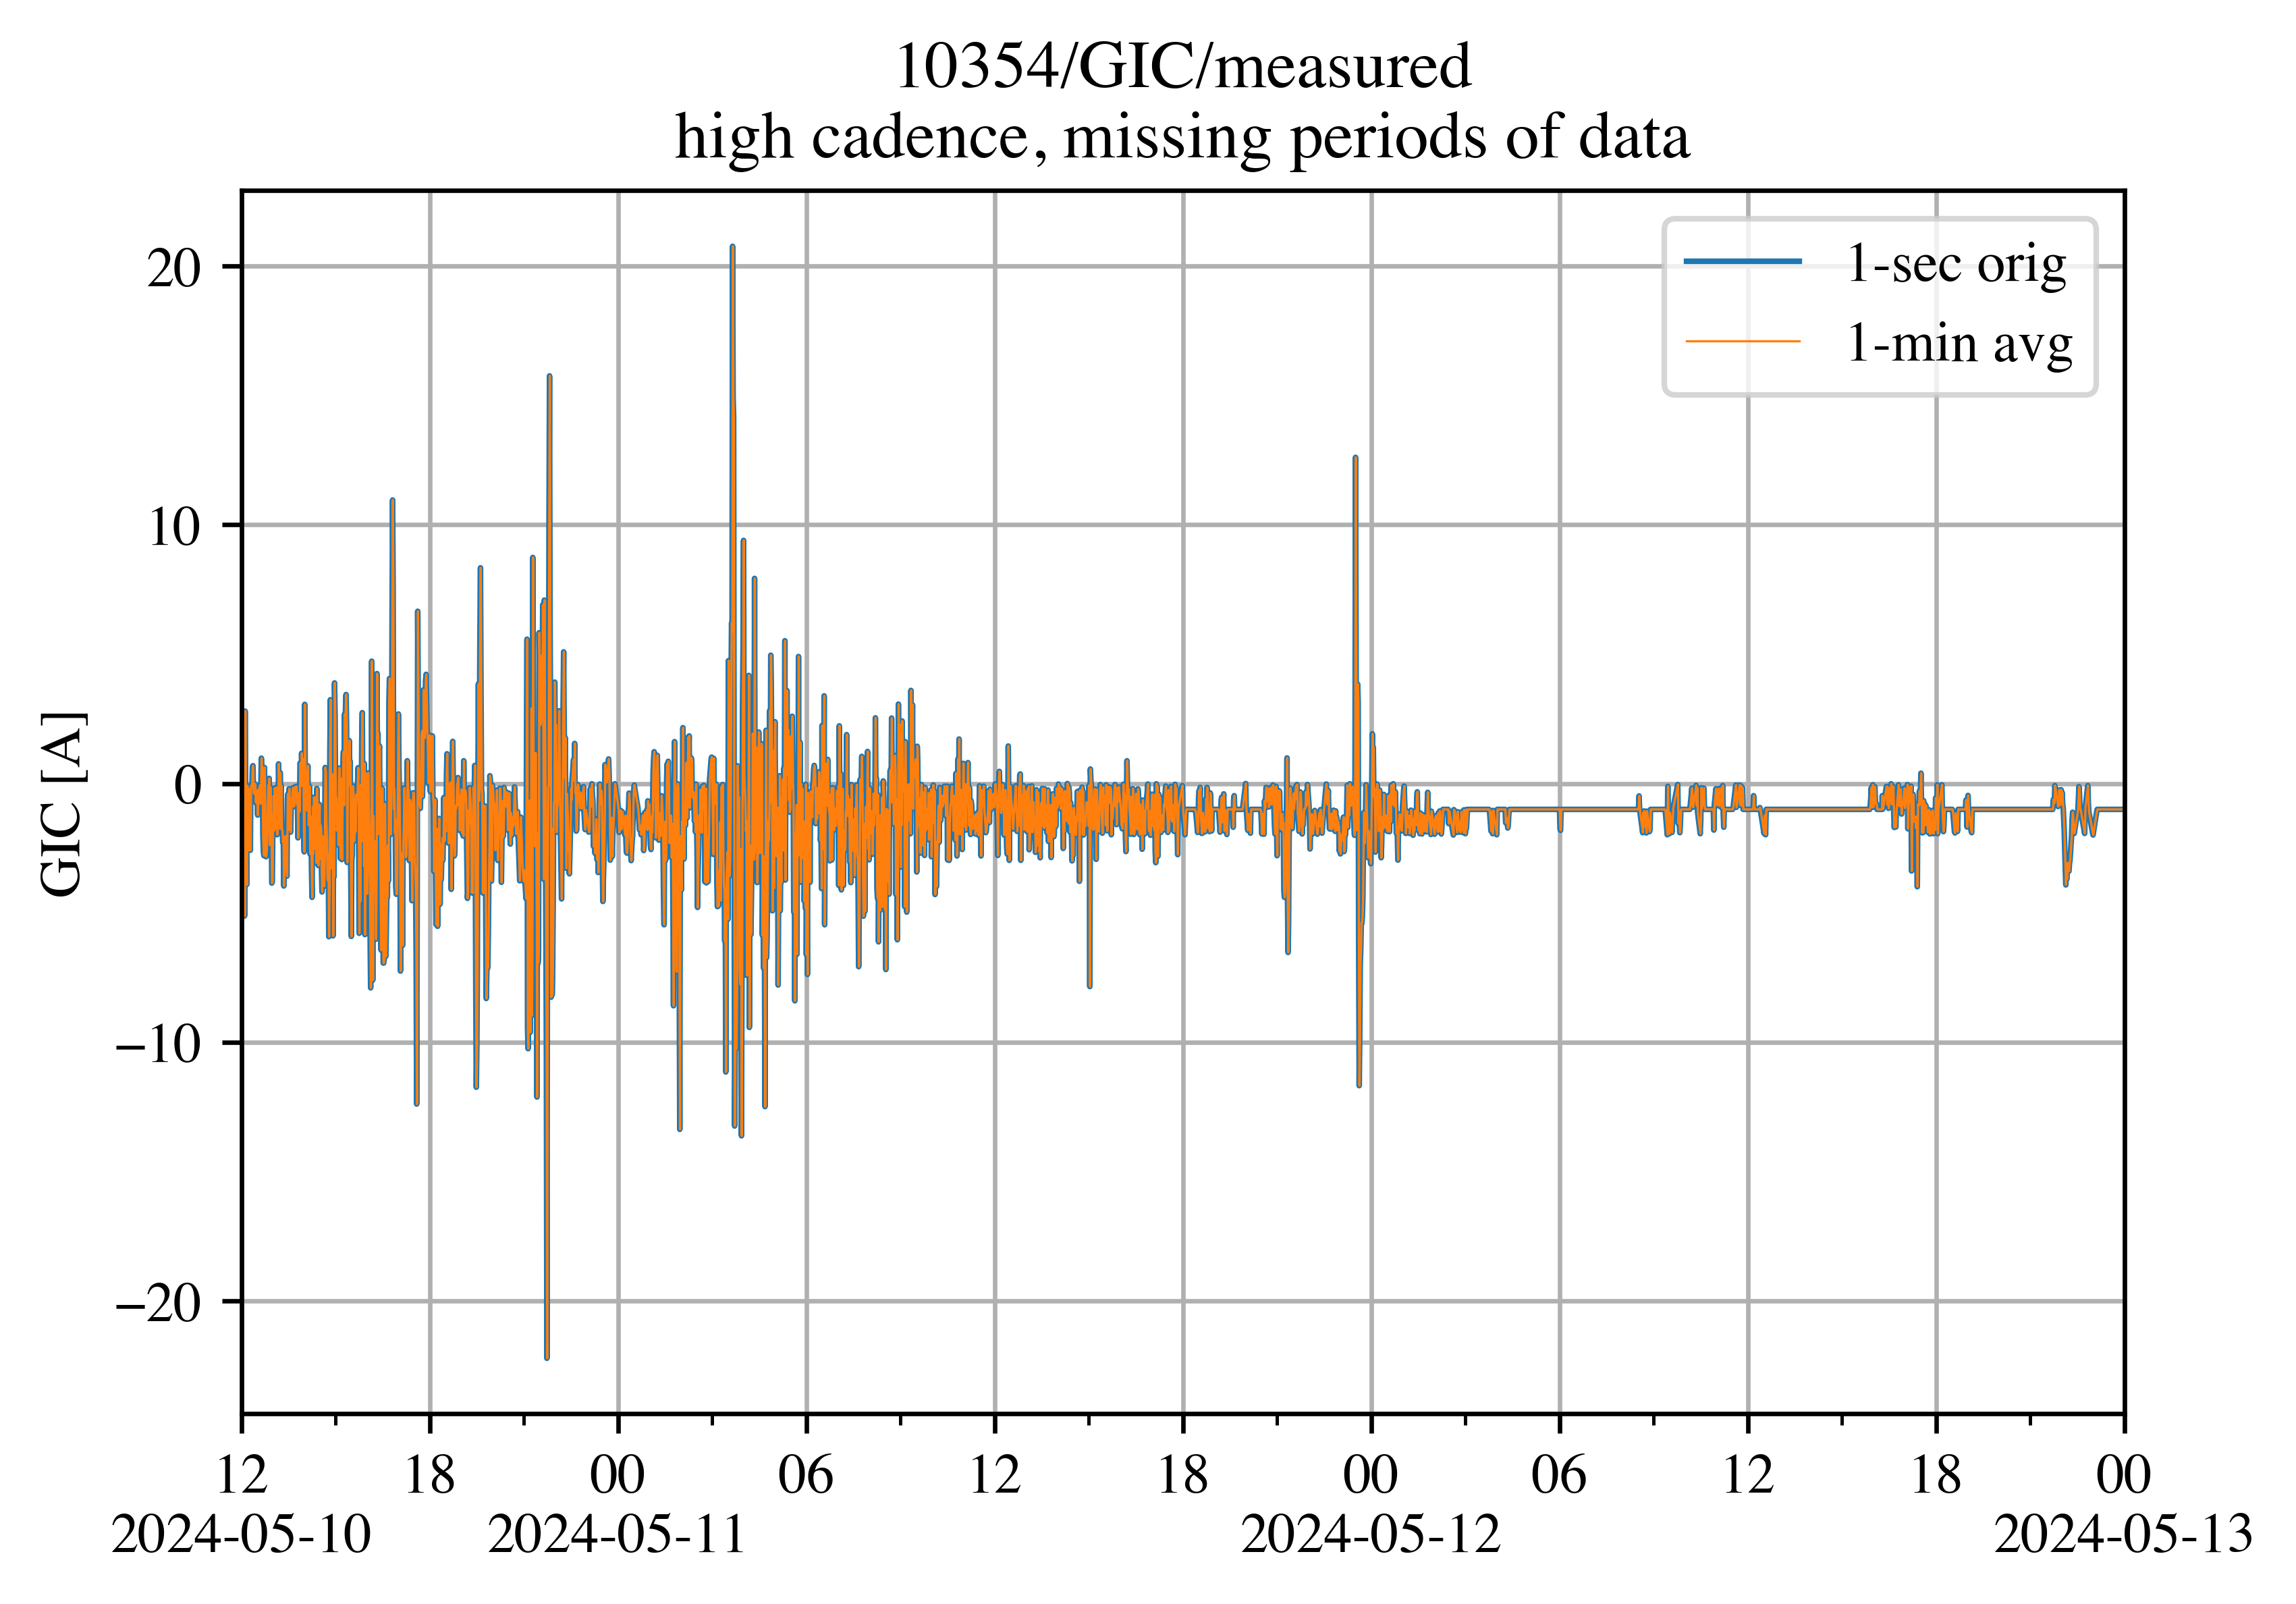 10354/GIC/measured
high cadence, missing periods of data
1-sec orig
1-min avg
GIC [A]
20
10
0
−10
−20
12 18 00 06 12 18 00 06 12 18 00
2024-05-10 2024-05-11 2024-05-12 2024-05-13